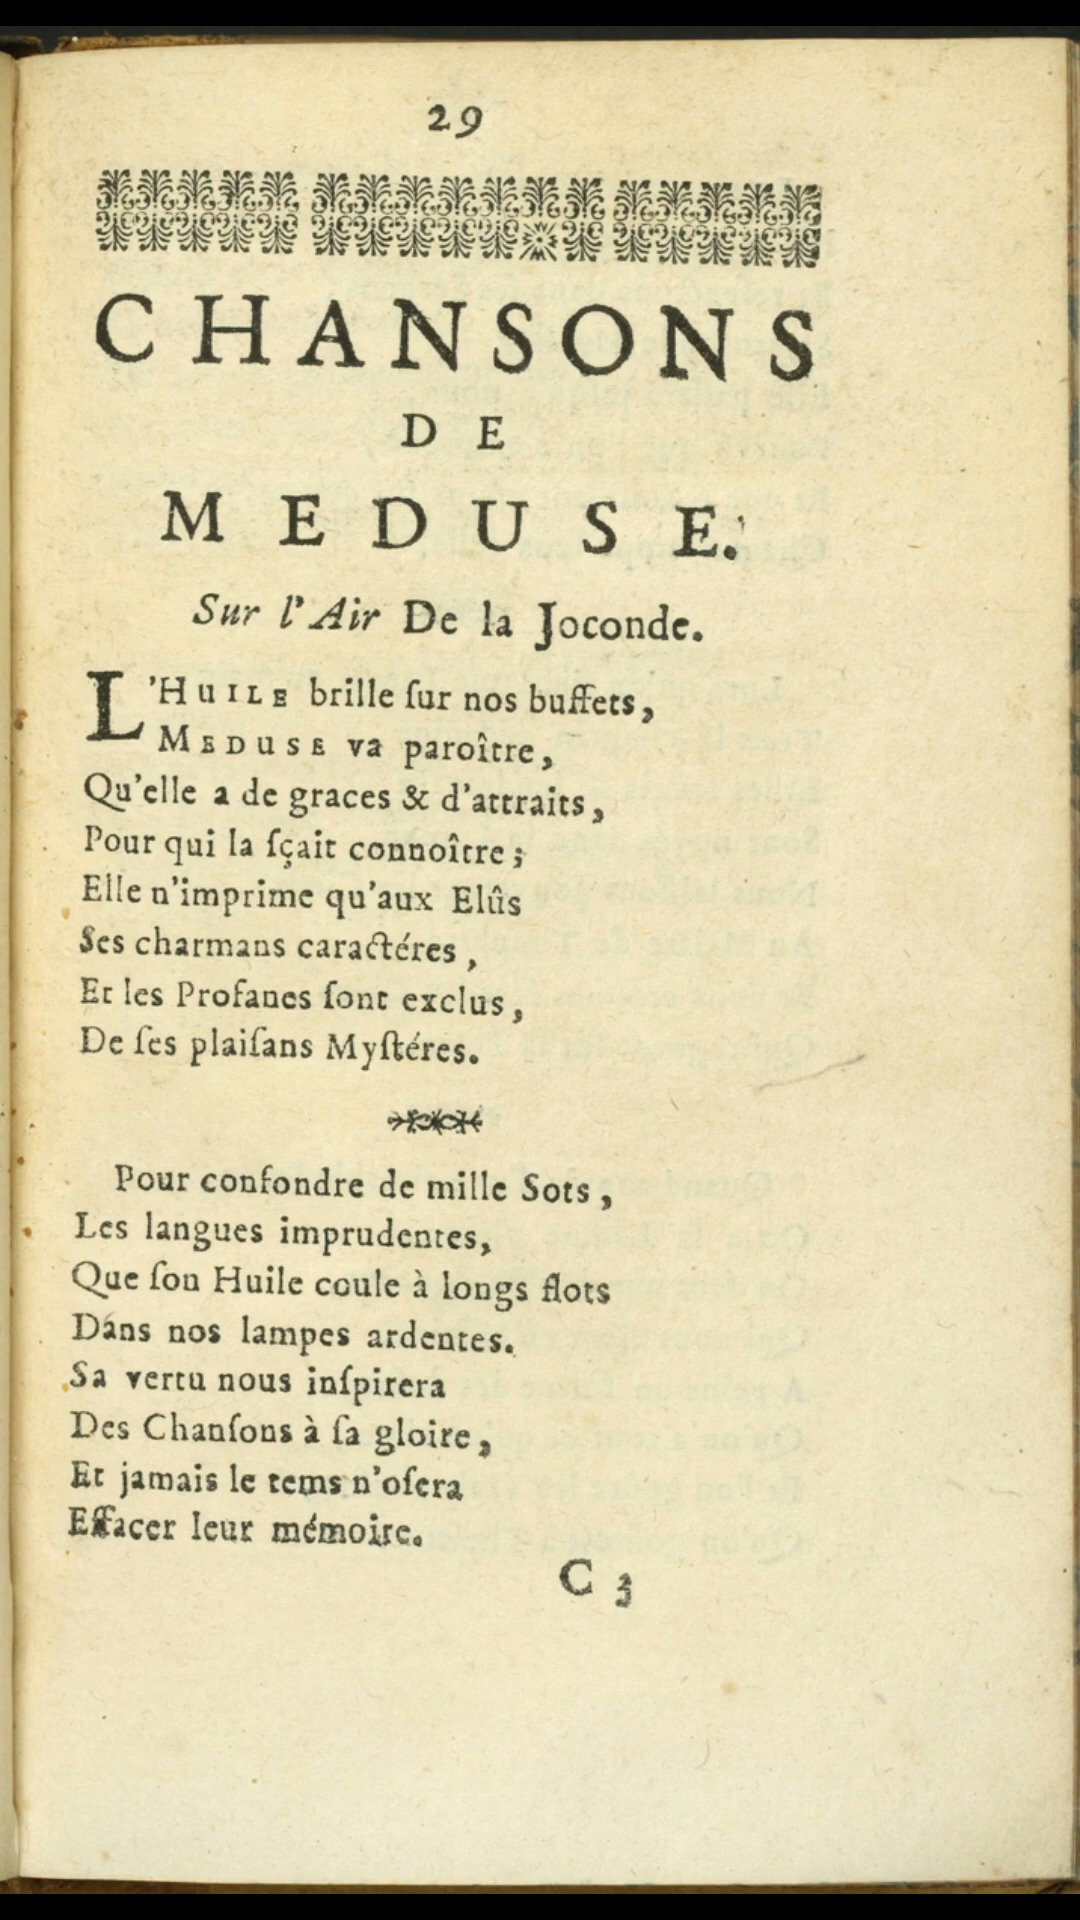 29
CHANSONS
DE
MEDUSE.
Sur l'Air De la Joconde.
L'HUILE brille ſur nos buffets,
MEDUSE va paroître,
Qu'elle a de graces & d'attraits,
Pour qui la ſçait connoître;
Elle n'imprime qu'aux Elûs
Ses charmans caractéres,
Et les Profanes ſont exclus,
De ſes plaiſans Myſtéres.
Pour confondre de mille Sots,
Les langues imprudentes,
Que ſon Huile coule à longs flots
Dans nos lampes ardentes.
Sa vertu nous inſpirera
Des Chanſons à ſa gloire,
Et jamais le tems n'oſera
Effacer leur mémoire.
C 3